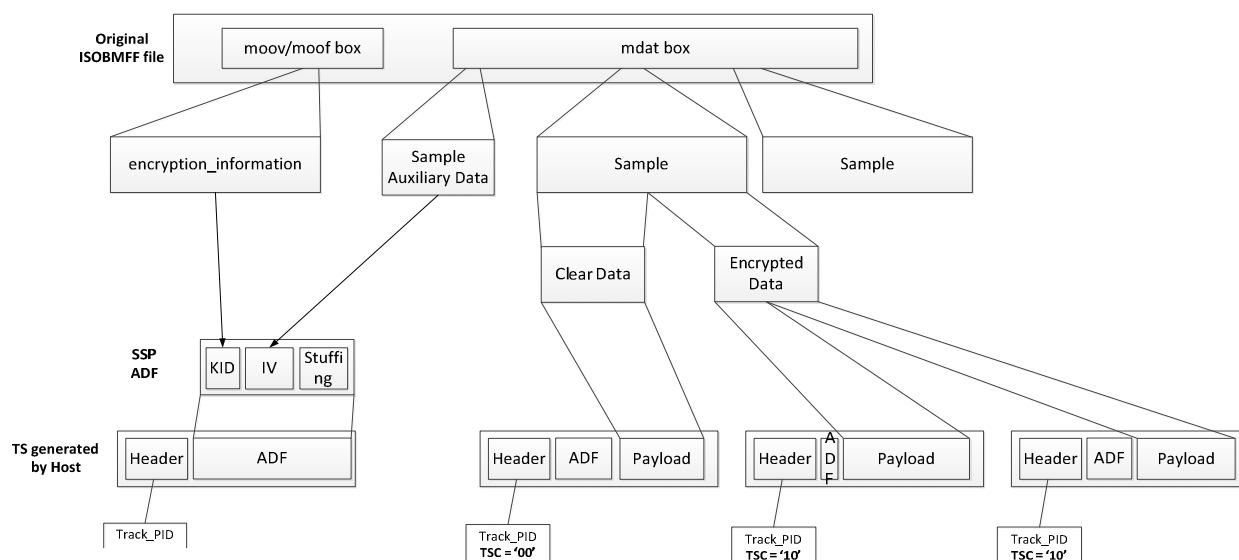 Original
ISOBMFF file
moov/moof box
mdat box
encryption_information
Sample
Auxiliary Data
Sample
Sample
Clear Data
Encrypted
Data
SSP
ADF
KID
IV
Stuffi
ng
TS generated
by Host
Header
ADF
Header
ADF
Payload
Header
A
D
F
Payload
Header
ADF
Payload
Track_PID
Track_PID
TSC = ‘00’
Track_PID
TSC = ‘10’
Track_PID
TSC = ‘10’